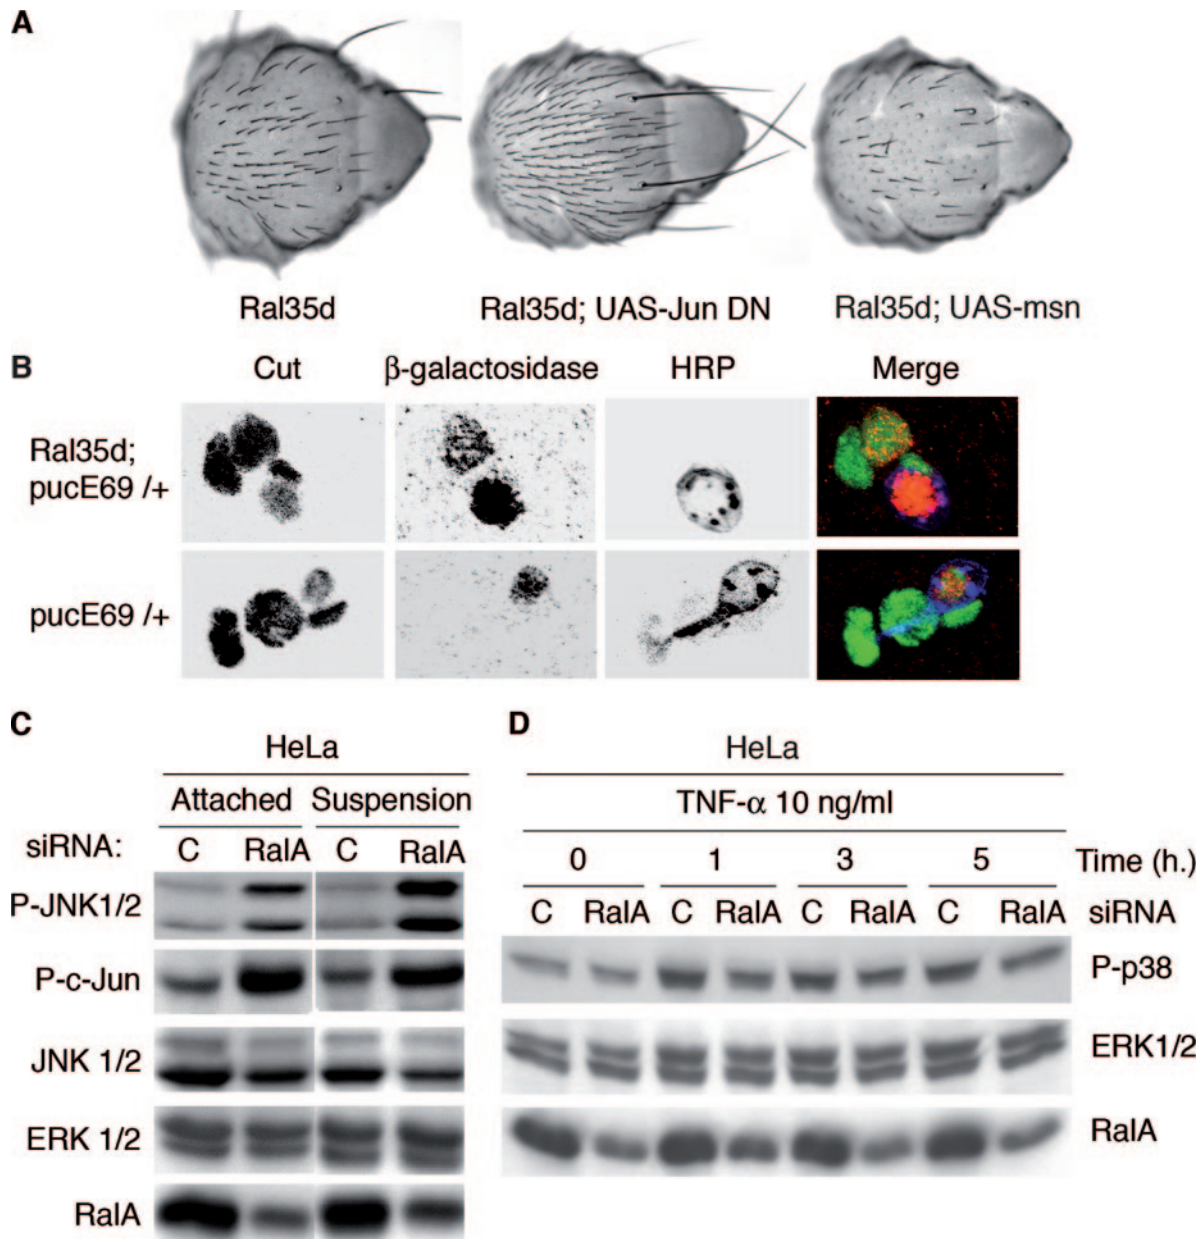 A
Ral35d
Ral35d; UAS-Jun DN
Ral35d; UAS-msn
B
Cut
β-galactosidase
HRP
Merge
Ral35d;
pucE69 /+
pucE69 /+
C
HeLa
Attached Suspension
siRNA: C RalA C RalA
P-JNK1/2
P-c-Jun
JNK 1/2
ERK 1/2
RalA
D
HeLa
TNF-α 10 ng/ml
0 1 3 5 Time (h.)
C RalA C RalA C RalA C RalA siRNA
P-p38
ERK1/2
RalA